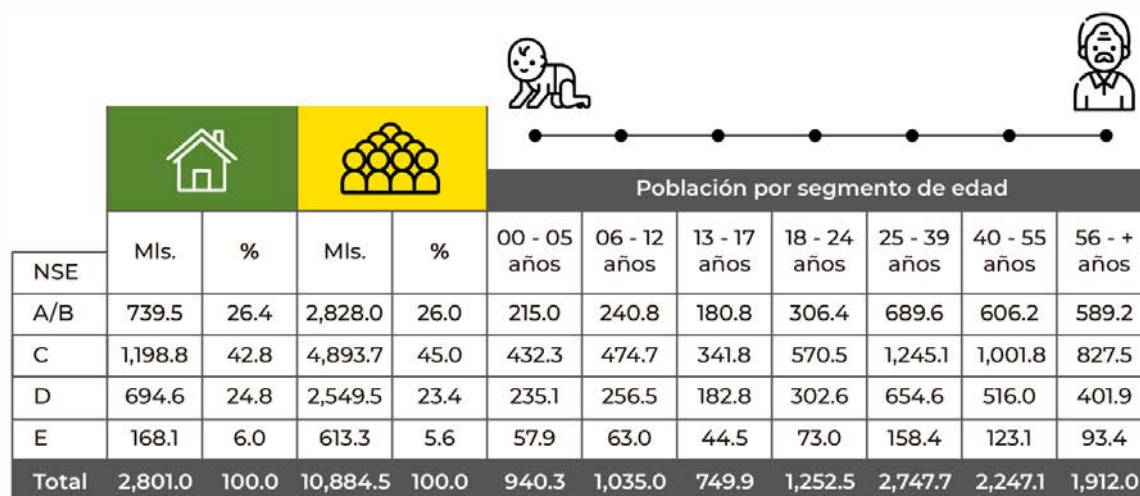 Población por segmento de edad
NSE Mls. % Mls. % 00 - 05 años 06 - 12 años 13 - 17 años 18 - 24 años 25 - 39 años 40 - 55 años 56 - + años
A/B 739.5 26.4 2,828.0 26.0 215.0 240.8 180.8 306.4 689.6 606.2 589.2
C 1,198.8 42.8 4,893.7 45.0 432.3 474.7 341.8 570.5 1,245.1 1,001.8 827.5
D 694.6 24.8 2,549.5 23.4 235.1 256.5 182.8 302.6 654.6 516.0 401.9
E 168.1 6.0 613.3 5.6 57.9 63.0 44.5 73.0 158.4 123.1 93.4
Total 2,801.0 100.0 10,884.5 100.0 940.3 1,035.0 749.9 1,252.5 2,747.7 2,247.1 1,912.0